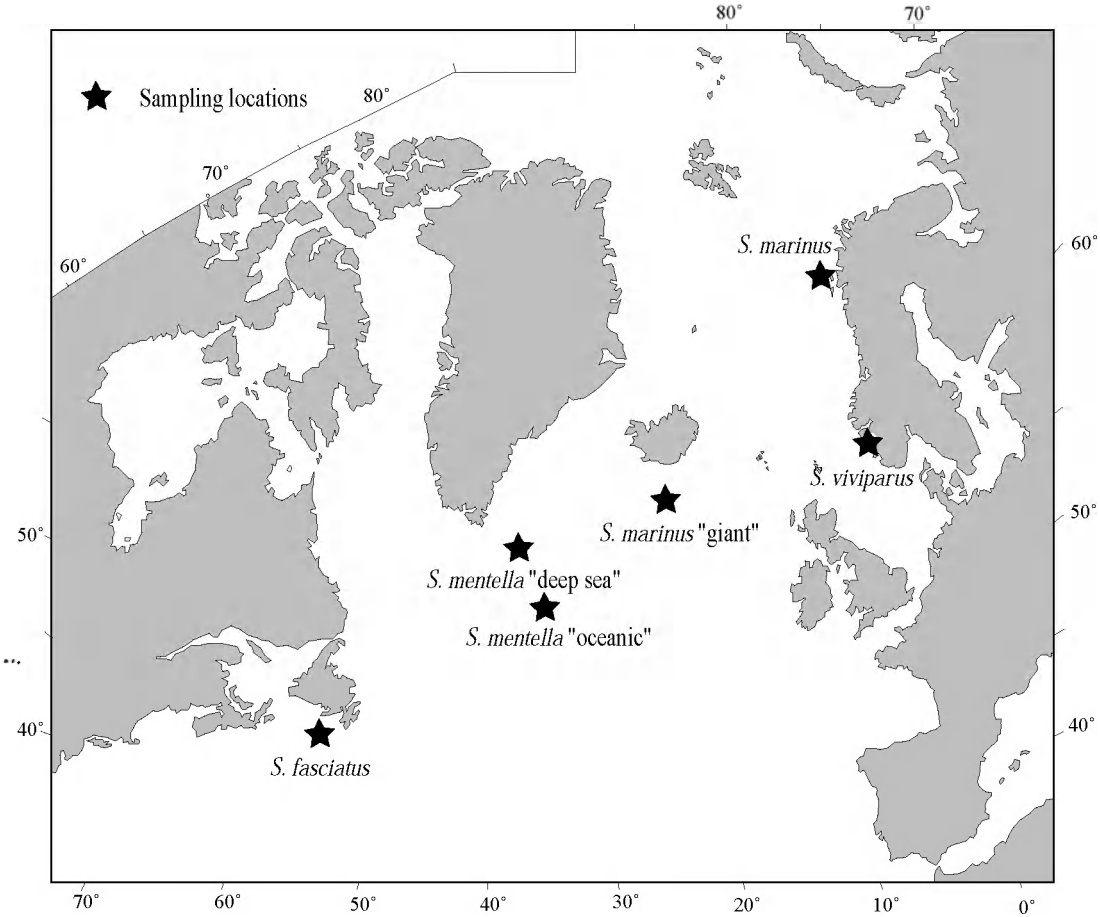 80° 70°
Sampling locations
80°
70°
60°
60°
S. marinus
S. viviparus
50°
S. marinus "giant"
50°
S. mentella "deep sea"
S. mentella "oceanic"
40°
40°
S. fasciatus
70° 60° 50° 40° 30° 20° 10° 0°